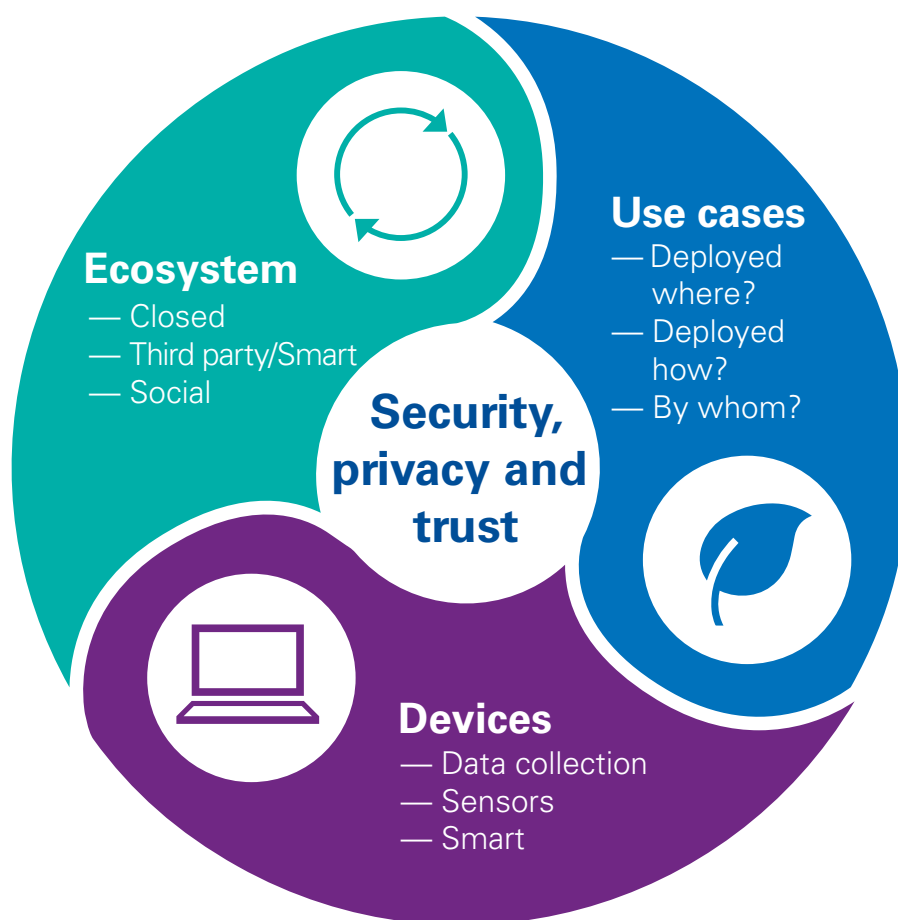 Ecosystem
— Closed
— Third party/Smart
— Social
Use cases
— Deployed
where?
— Deployed
how?
— By whom?
Security,
privacy and
trust
Devices
— Data collection
— Sensors
— Smart